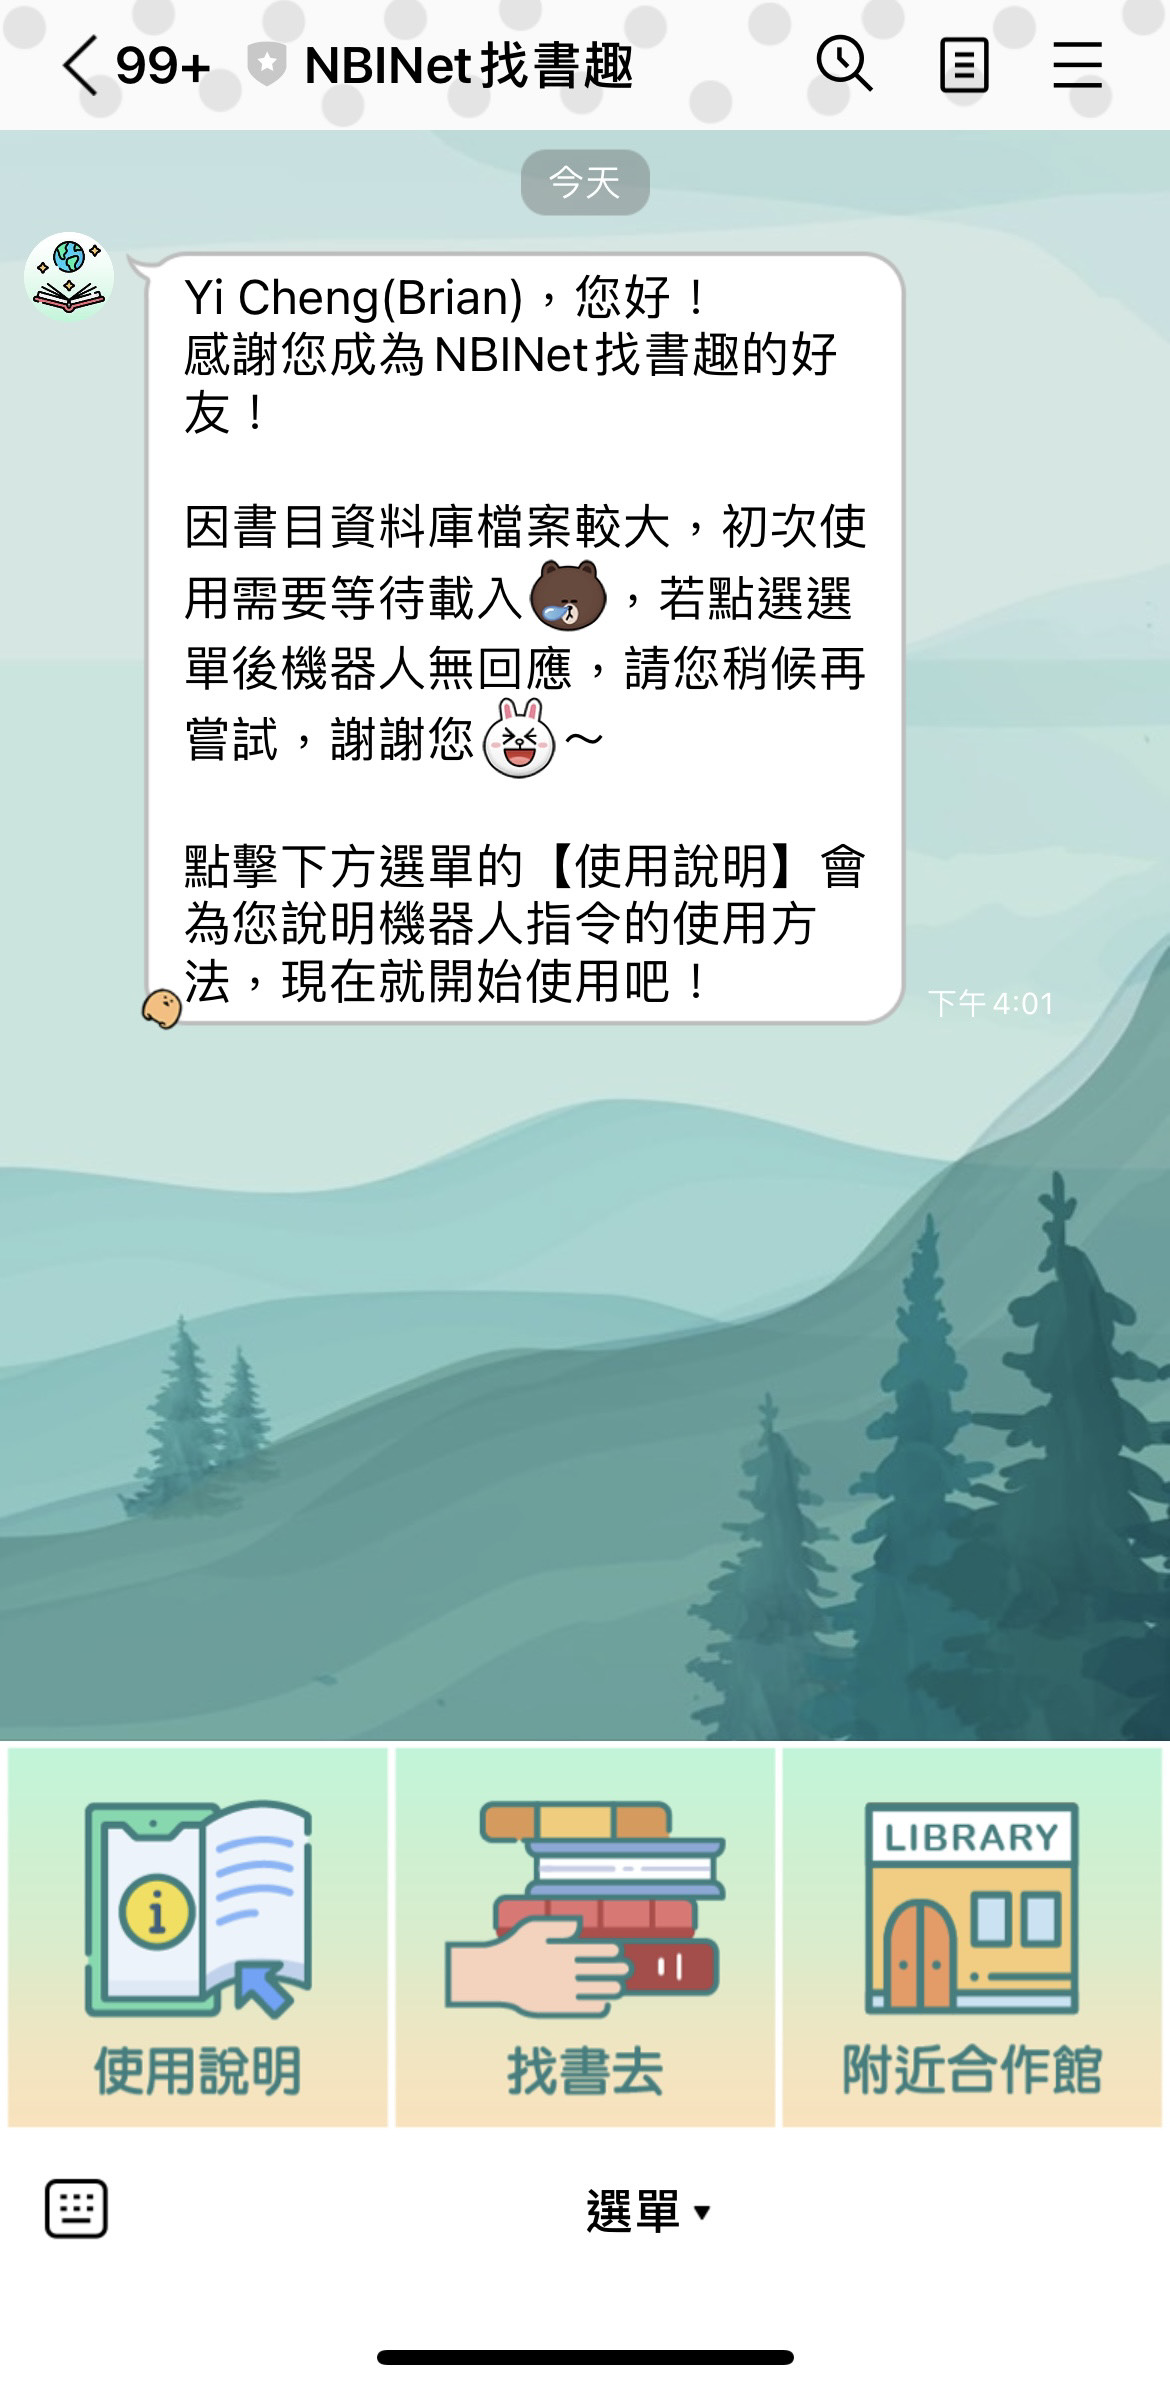 99+ NBINet找書趣
今天
Yi Cheng(Brian)，您好！
感謝您成為NBINet找書趣的好
友！
因書目資料庫檔案較大，初次使
用需要等待載入，若點選選
單後機器人無回應，請您稍候再
嘗試，謝謝您～
點擊下方選單的【使用說明】會
為您說明機器人指令的使用方
法，現在就開始使用吧！
下午4:01
LIBRARY
使用說明
找書去
附近合作館
選單